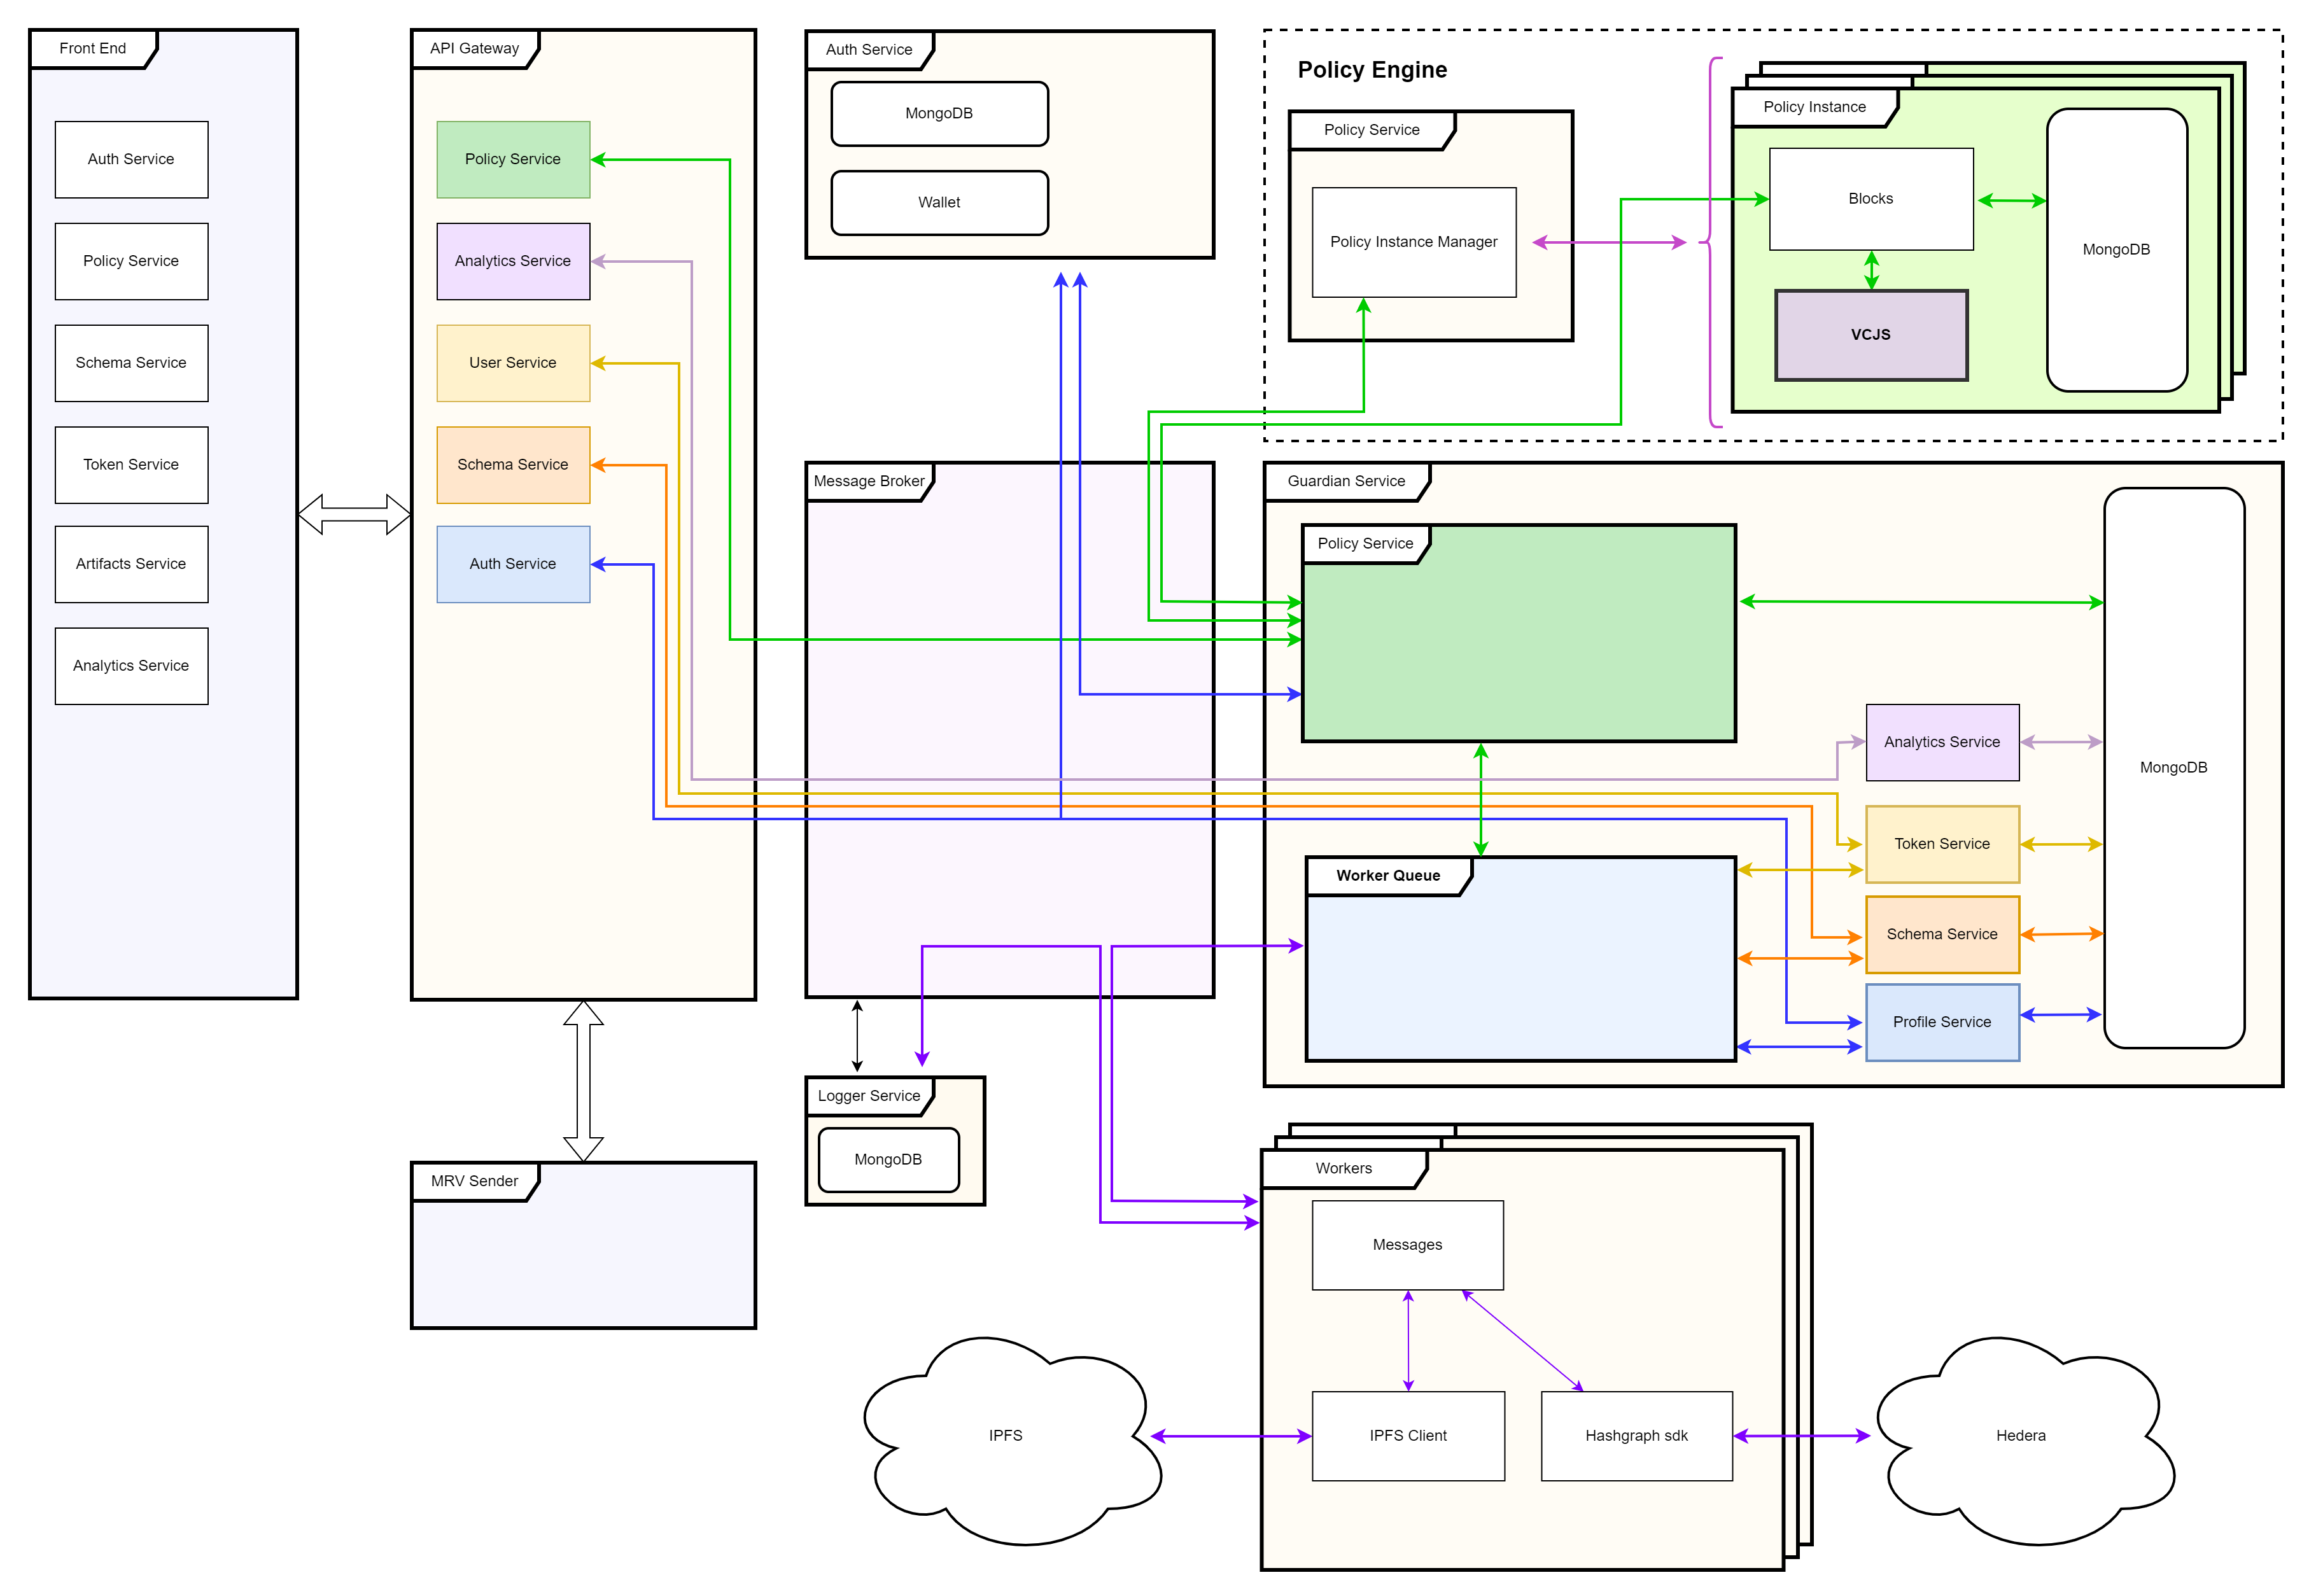 Front End
Auth Service
Policy Service
Schema Service
Token Service
Artifacts Service
Analytics Service
API Gateway
Policy Service
Analytics Service
User Service
Schema Service
Auth Service
MRV Sender
Auth Service
MongoDB
Wallet
Message Broker
Logger Service
MongoDB
Policy Engine
Policy Service
Policy Instance Manager
Policy Instance
Blocks
VCJS
MongoDB
Guardian Service
Policy Service
Worker Queue
Analytics Service
Token Service
Schema Service
Profile Service
MongoDB
Workers
Messages
IPFS Client
Hashgraph sdk
IPFS
Hedera